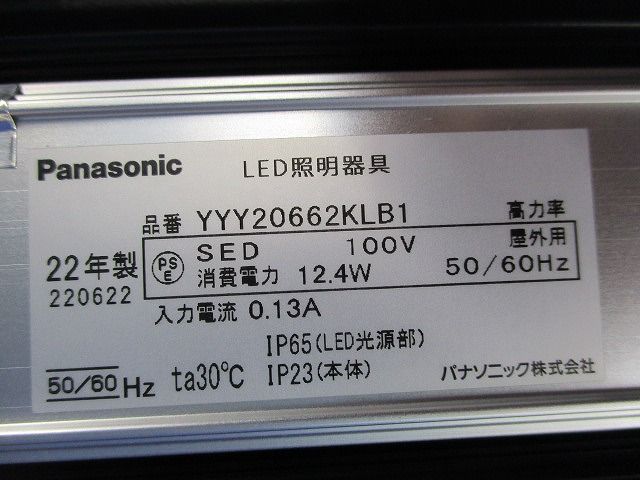 Panasonic LED照明器具
品番 YYY20662KLB1 高力率
PS E SED 100V 屋外用
22年製 消費電力 12.4W 50/60Hz
220622
入力電流 0.13A
IP65(LED光源部)
50/60 Hz ta30℃ IP23(本体) パナソニック株式会社